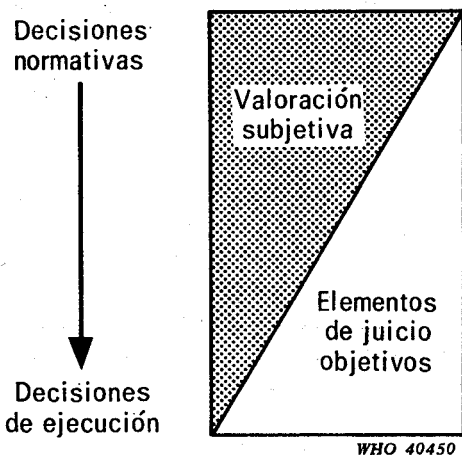 Decisiones
normativas
Valoración
subjetiva
Elementos
de juicio
objetivos
Decisiones
de ejecución
WHO 40450